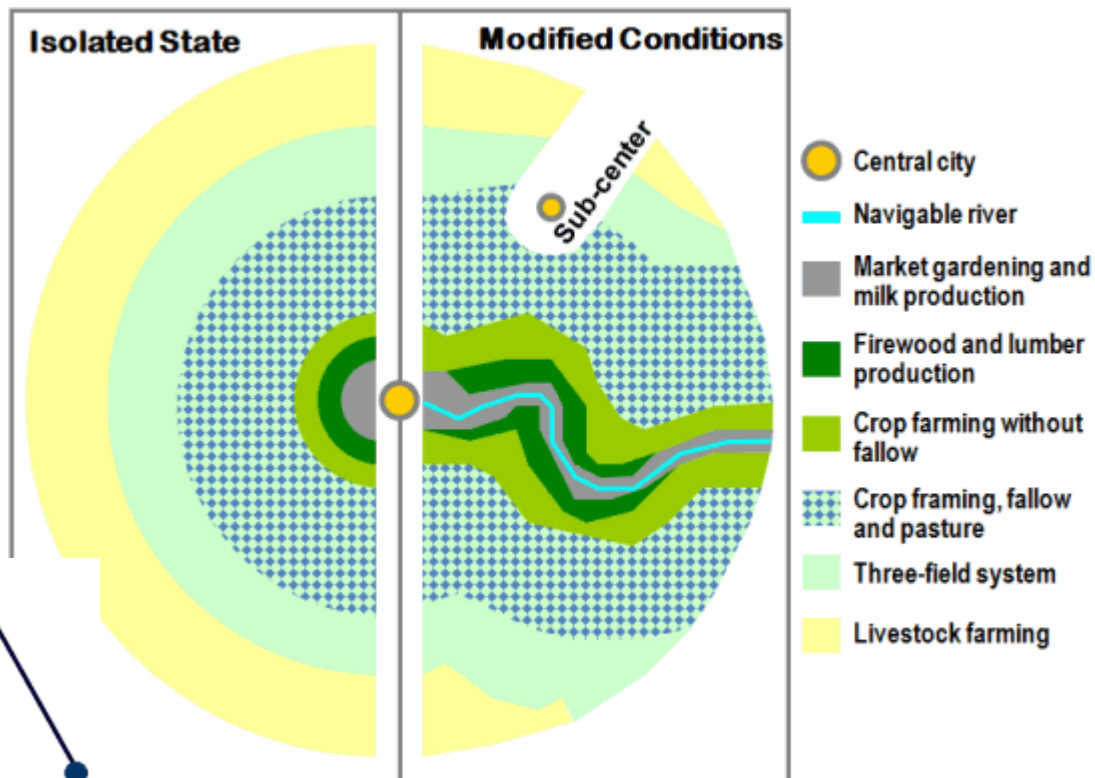 Isolated State
Modified Conditions
Sub-center
Central city
Navigable river
Market gardening and
milk production
Firewood and lumber
production
Crop farming without
fallow
Crop framing, fallow
and pasture
Three-field system
Livestock farming